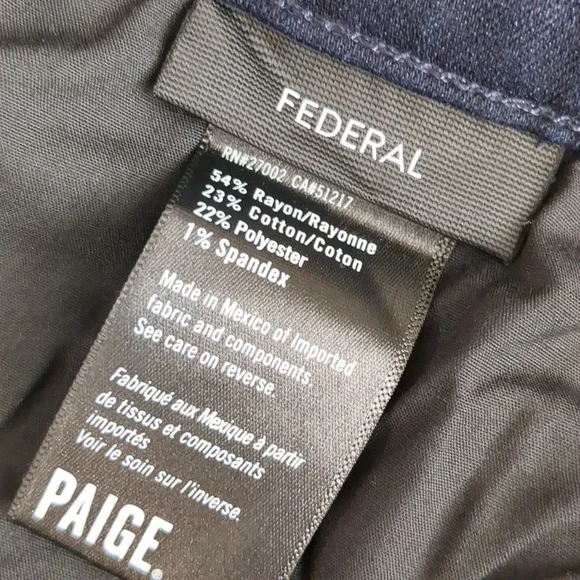 FEDERAL
RN#27002 CA#51217
54% Rayon/Rayonne
23% Cotton/Coton
22% Polyester
1% Spandex
Made in Mexico of imported
fabric and components.
See care on reverse.
Fabriqué aux Mexique à partir
de tissus et composants
importés
Voir le soin sur l'inverse.
PAIGE.